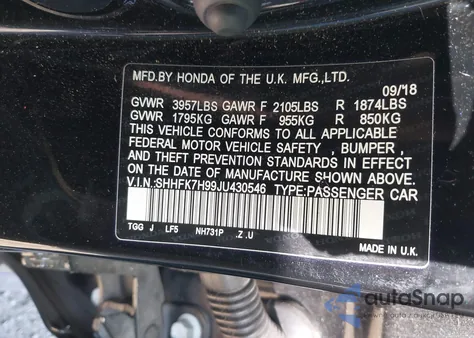 MFD.BY HONDA OF THE U.K. MFG.,LTD.
09/18
GVWR 3957LBS GAWR F 2105LBS R 1874LBS
GVWR 1795KG GAWR F 955KG R 850KG
THIS VEHICLE CONFORMS TO ALL APPLICABLE
FEDERAL MOTOR VEHICLE SAFETY , BUMPER ,
AND THEFT PREVENTION STANDARDS IN EFFECT
ON THE DATE OF MANUFACTURE SHOWN ABOVE.
V.I.N:SHHFK7H99JU430546 TYPE:PASSENGER CAR
TGG J LF5 NH731P .Z .U
MADE IN U.K.
autoSnap